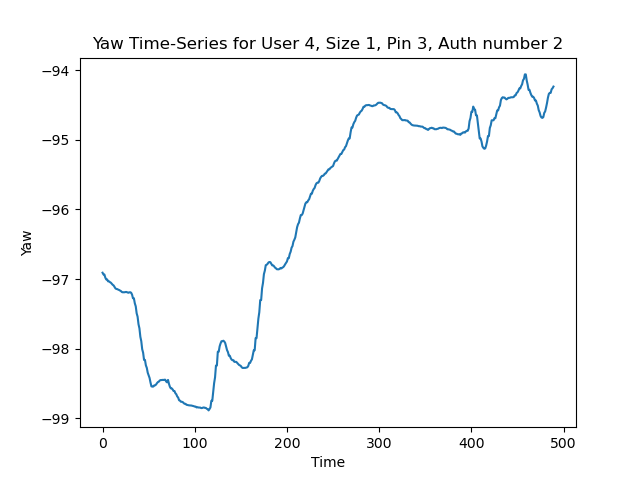 Yaw Time-Series for User 4, Size 1, Pin 3, Auth number 2
−94
−95
−96
−97
−98
−99
Yaw
0 100 200 300 400 500
Time